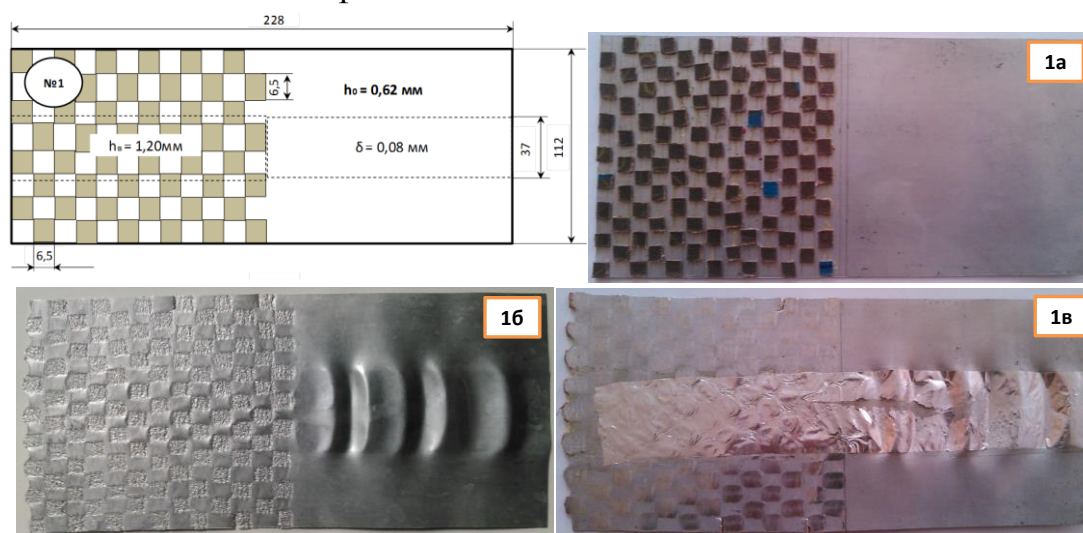 228
№1
6,5
h₀ = 0,62 мм
hв = 1,20мм
δ = 0,08 мм
37
112
6,5
1а
1б
1в